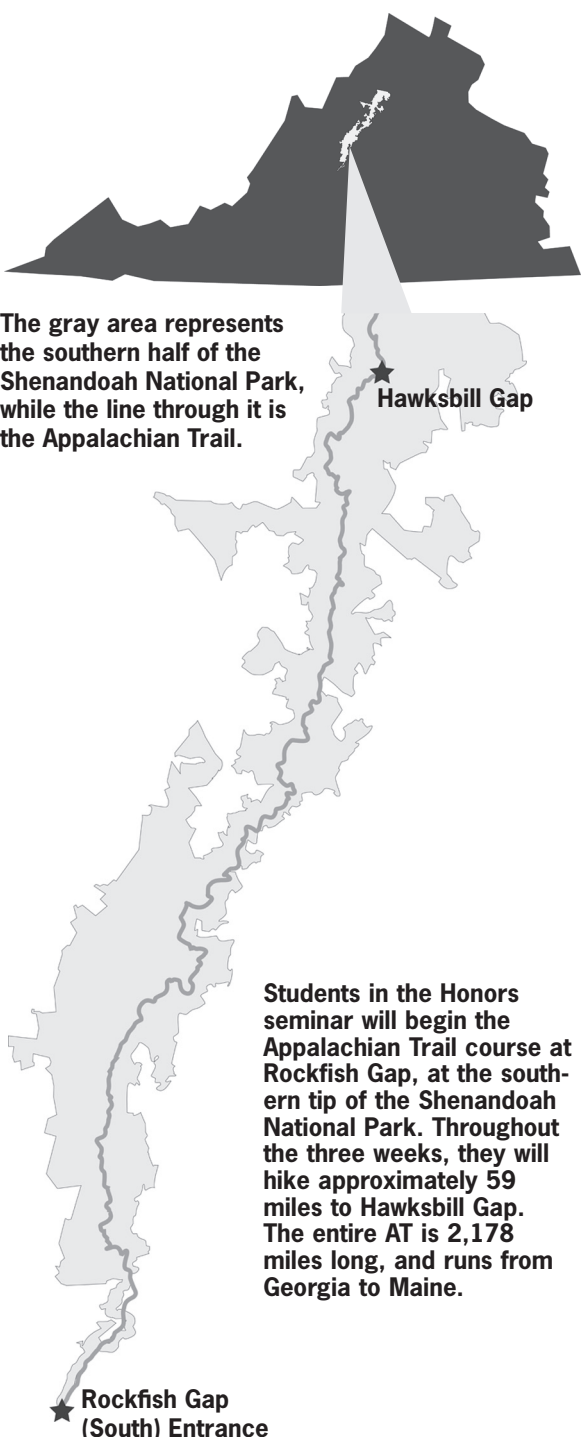 The gray area represents
the southern half of the
Shenandoah National Park,
while the line through it is
the Appalachian Trail.
Hawksbill Gap
Students in the Honors
seminar will begin the
Appalachian Trail course at
Rockfish Gap, at the south-
ern tip of the Shenandoah
National Park. Throughout
the three weeks, they will
hike approximately 59
miles to Hawksbill Gap.
The entire AT is 2,178
miles long, and runs from
Georgia to Maine.
Rockfish Gap
(South) Entrance